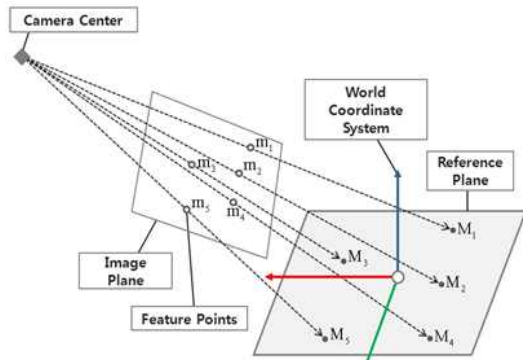 Camera Center
World
Coordinate
System
Reference
Plane
m1
m2
m3
m4
m5
M1
M3
M2
M5
M4
Image
Plane
Feature Points